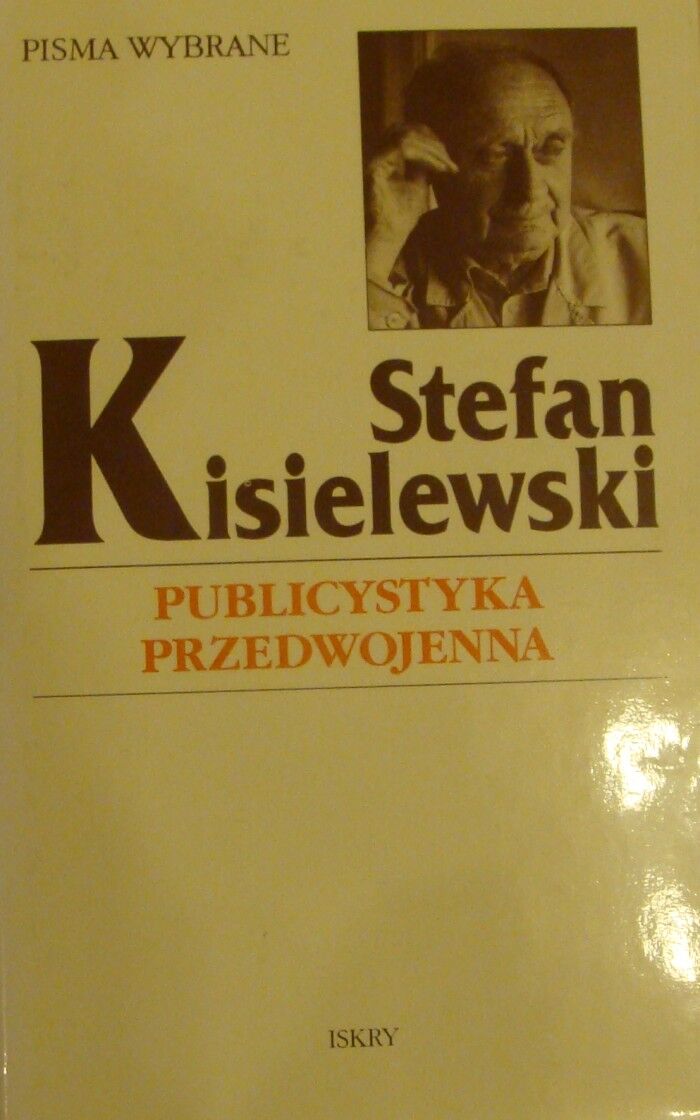 PISMA WYBRANE
Stefan
Kisielewski
PUBLICYSTYKA
PRZEDWOJENNA
ISKRY